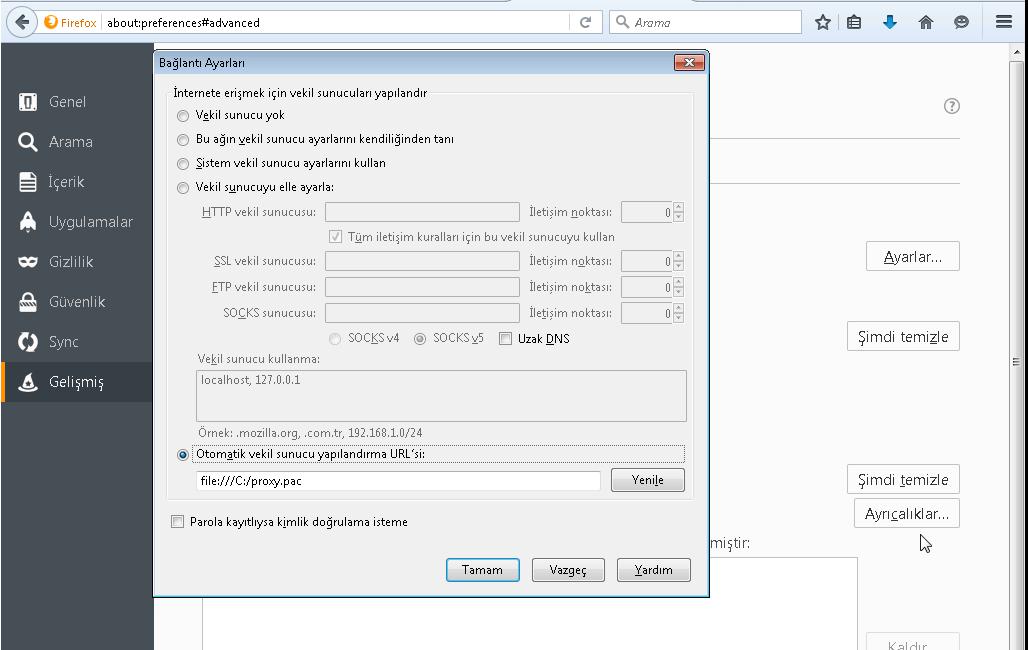 Firefox about:preferences#advanced Arama
Bağlantı Ayarları
Genel
Arama
İçerik
Uygulamalar
Gizlilik
Güvenlik
Sync
Gelişmiş
İnternete erişmek için vekil sunucuları yapılandır
Vekil sunucu yok
Bu ağın vekil sunucu ayarlarını kendiliğinden tanı
Sistem vekil sunucu ayarlarını kullan
Vekil sunucuyu elle ayarla:
HTTP vekil sunucusu: İletişim noktası: 0
Tüm iletişim kuralları için bu vekil sunucuyu kullan
SSL vekil sunucusu: İletişim noktası: 0
FTP vekil sunucusu: İletişim noktası: 0
SOCKS sunucusu: İletişim noktası: 0
SOCKS v4 SOCKS v5 Uzak DNS
Vekil sunucu kullanma:
localhost, 127.0.0.1
Örnek: .mozilla.org, .com.tr, 192.168.1.0/24
Otomatik vekil sunucu yapılandırma URL'si:
file:///C:/proxy.pac Yenile
Parola kayıtlıysa kimlik doğrulama isteme
Tamam Vazgeç Yardım
?
Ayarlar...
Şimdi temizle
Şimdi temizle
Ayrıcalıklar...
miştir:
Kaldır...